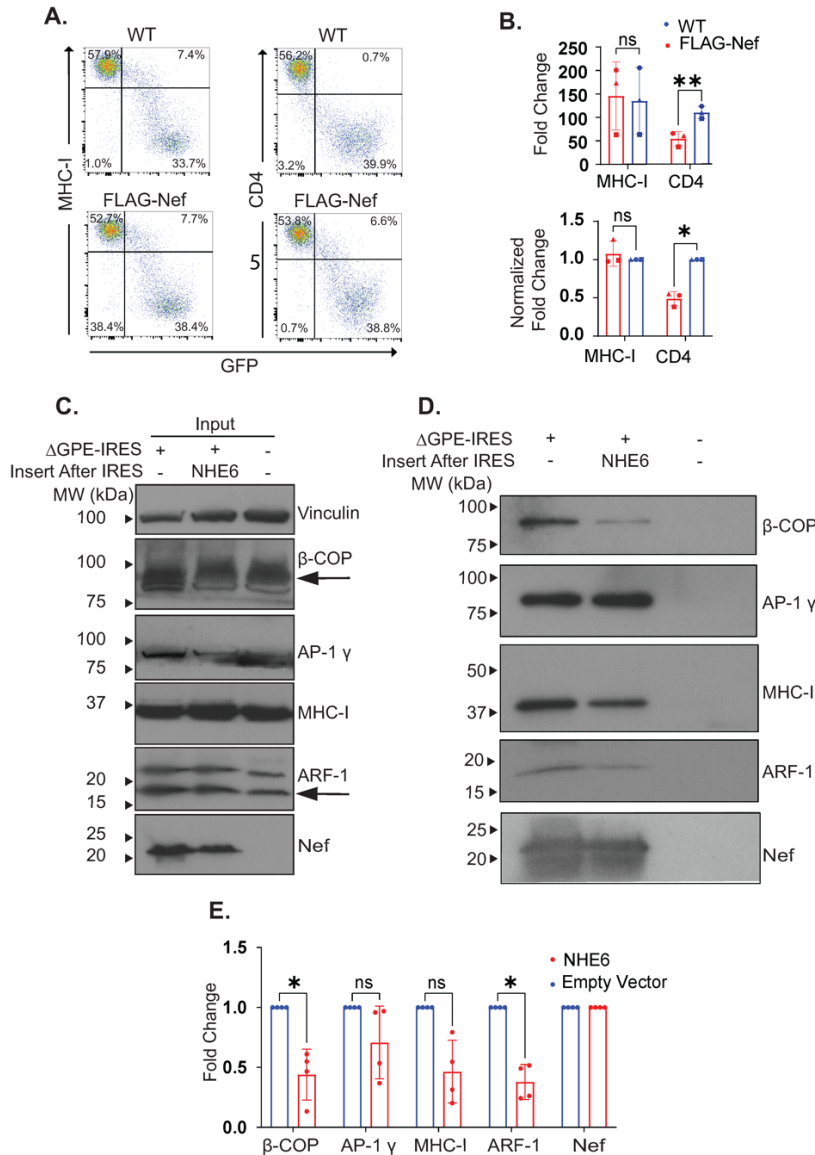 A.
WT
WT
57.9%
7.4%
1.0%
33.7%
MHC-I
56.2%
0.7%
3.2%
39.9%
CD4
FLAG-Nef
FLAG-Nef
52.7%
7.7%
38.4%
38.4%
5
53.8%
6.6%
0.7%
38.8%
GFP
B.
WT
FLAG-Nef
Fold Change
250
200
150
100
50
0
ns
**
MHC-I
CD4
Normalized
Fold Change
1.5
1.0
0.5
0.0
ns
*
MHC-I
CD4
C.
Input
ΔGPE-IRES + + -
Insert After IRES - NHE6 -
MW (kDa)
100
Vinculin
100
75
β-COP
100
75
AP-1 γ
37
MHC-I
20
15
ARF-1
25
20
Nef
D.
ΔGPE-IRES + + -
Insert After IRES - NHE6 -
MW (kDa)
100
75
β-COP
100
75
AP-1 γ
50
37
MHC-I
20
15
ARF-1
25
20
Nef
E.
NHE6
Empty Vector
Fold Change
1.5
1.0
0.5
0.0
*
ns
ns
*
β-COP
AP-1 γ
MHC-I
ARF-1
Nef